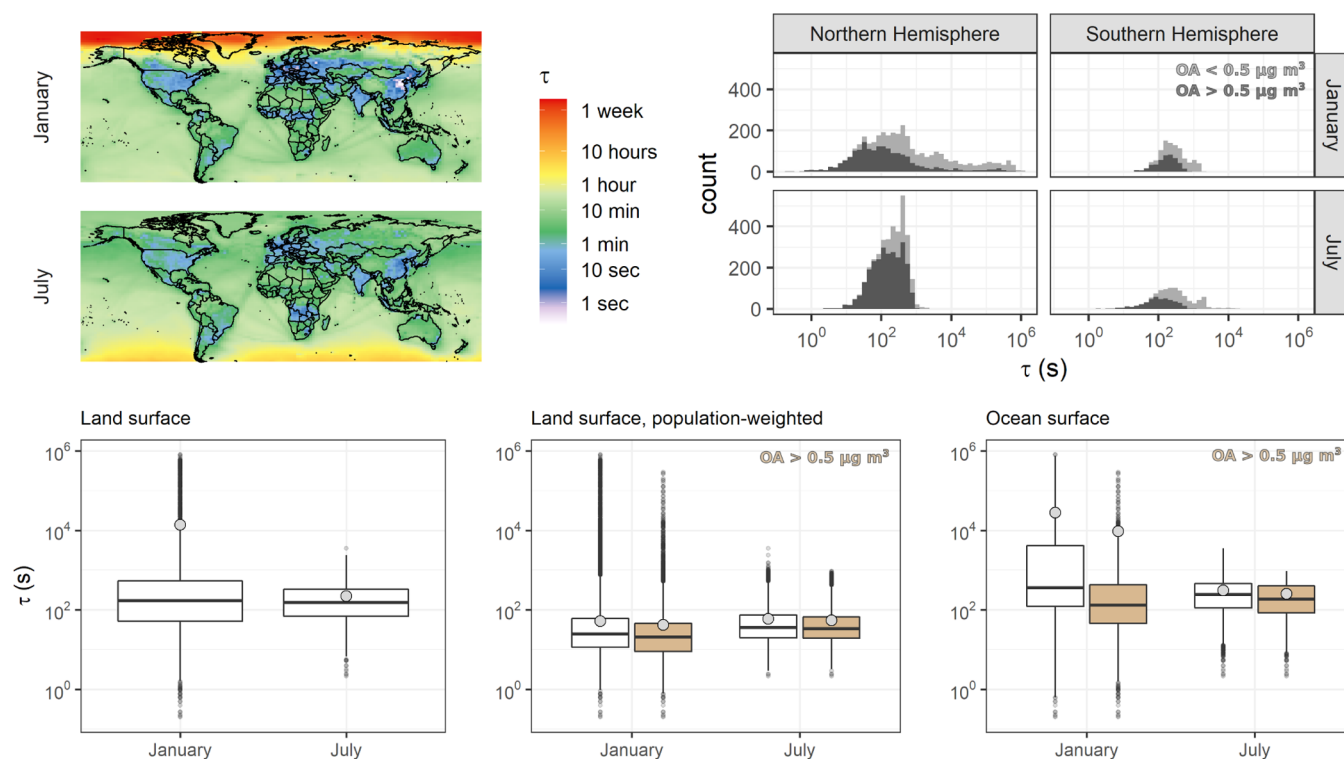 January
July
τ
1 week
10 hours
1 hour
10 min
1 min
10 sec
1 sec
Northern Hemisphere
Southern Hemisphere
OA < 0.5 µg m³
OA > 0.5 µg m³
January
July
count
400
200
0
400
200
0
10⁰
10²
10⁴
10⁶
10⁰
10²
10⁴
10⁶
τ (s)
Land surface
Land surface, population-weighted
Ocean surface
τ (s)
10⁶
10⁴
10²
10⁰
January
July
OA > 0.5 µg m³
10⁶
10⁴
10²
10⁰
January
July
OA > 0.5 µg m³
10⁶
10⁴
10²
10⁰
January
July